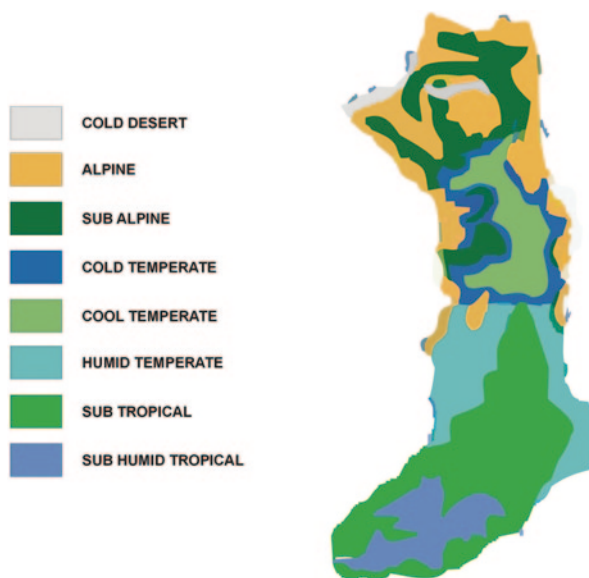 COLD DESERT
ALPINE
SUB ALPINE
COLD TEMPERATE
COOL TEMPERATE
HUMID TEMPERATE
SUB TROPICAL
SUB HUMID TROPICAL